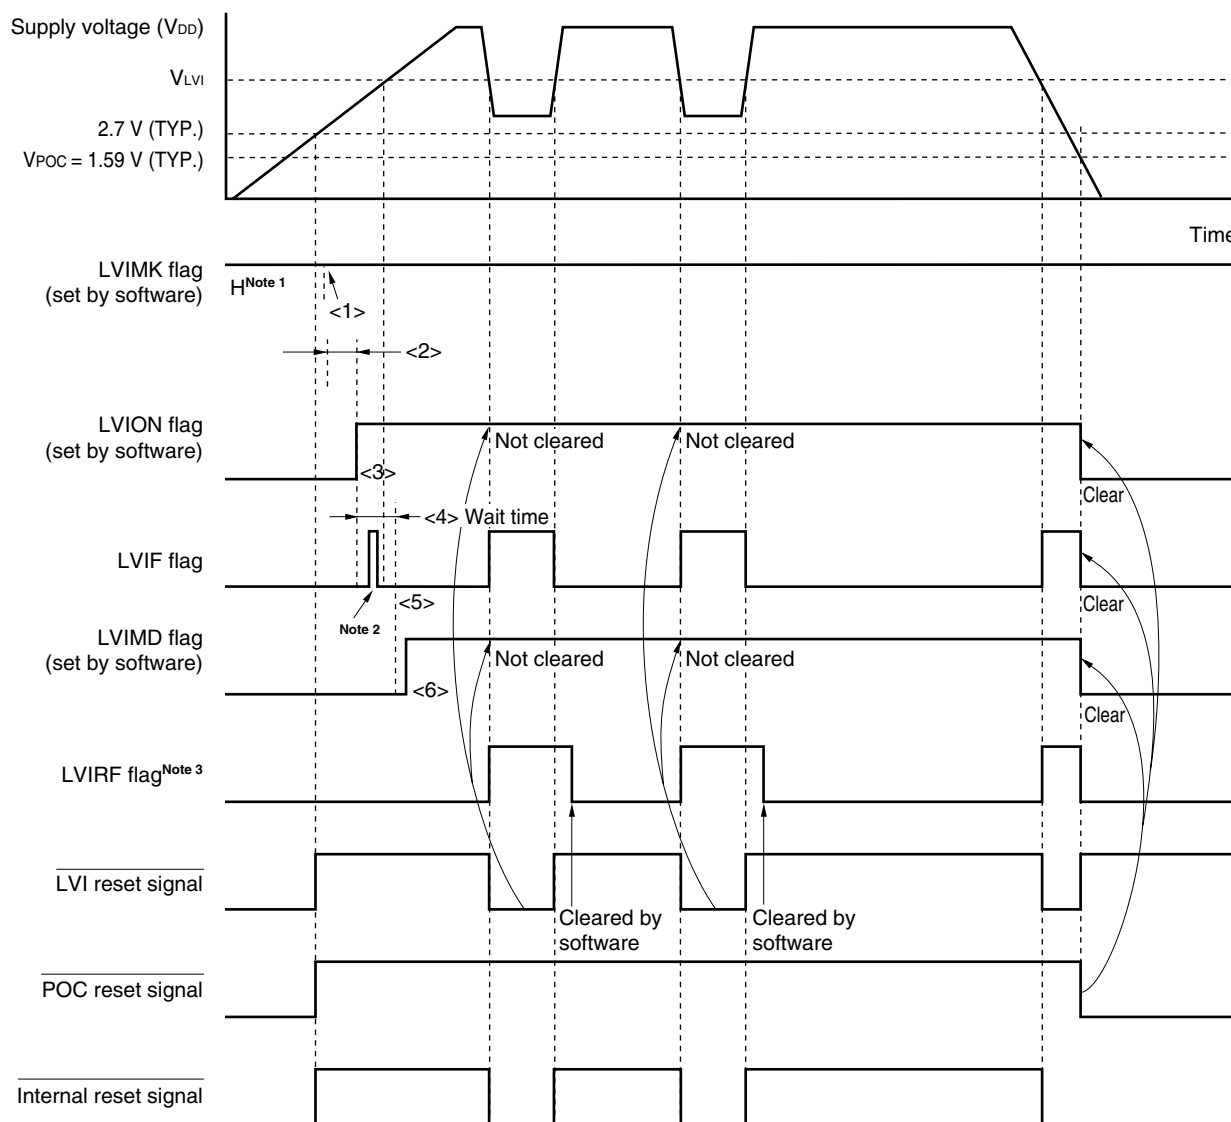 Supply voltage (VDD)
VLVI
2.7 V (TYP.)
VPOC = 1.59 V (TYP.)
Time
LVIMK flag
(set by software)
H Note 1
<1>
<2>
LVION flag
(set by software)
Not cleared
Not cleared
<3>
Clear
<4> Wait time
LVIF flag
<5>
Clear
Note 2
LVIMD flag
(set by software)
Not cleared
Not cleared
<6>
Clear
LVIRF flag Note 3
LVI reset signal
Cleared by
software
Cleared by
software
POC reset signal
Internal reset signal